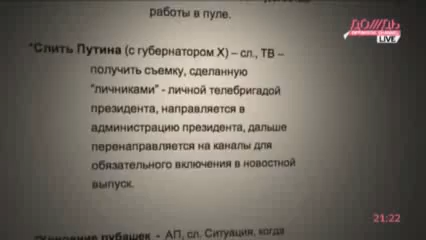 работы в пуле.
ДОЖДЬ
LIVE
"Слить Путина (с губернатором Х) – сл., ТВ –
получить съемку, сделанную
"личниками" - личной телебригадой
президента, направляется в
администрацию президента, дальше
перенаправляется на каналы для
обязательного включения в новостной
выпуск.
рубашек - АП, сл. Ситуация, когда
21:22